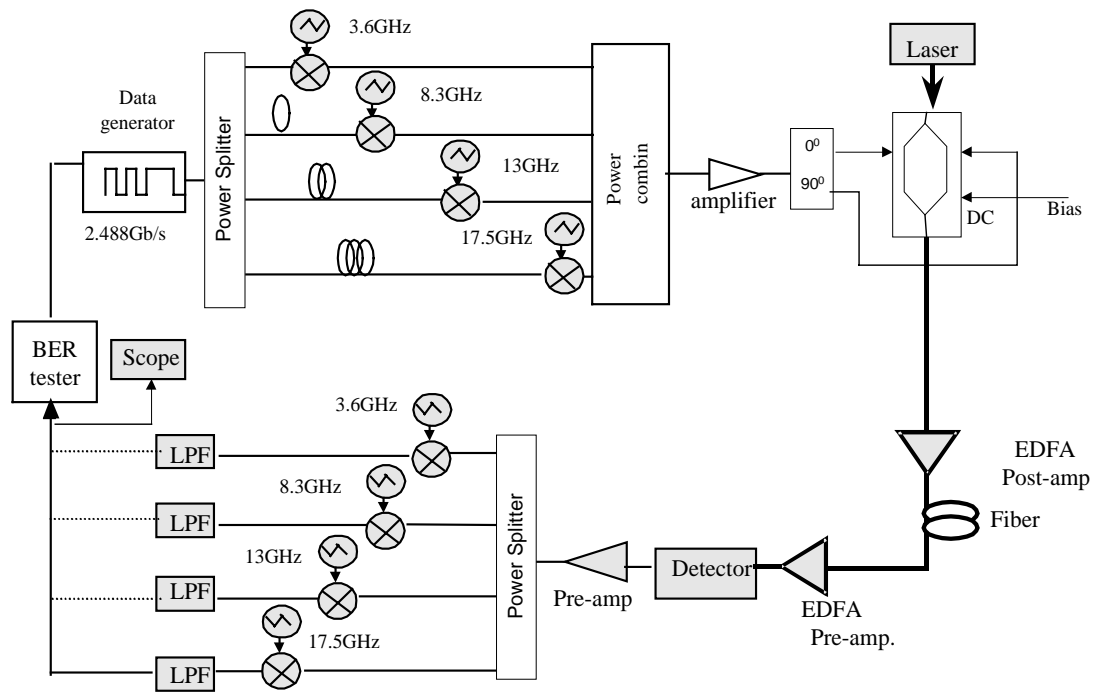 3.6GHz
Laser
Data
generator
8.3GHz
Power Splitter
Power
combin
13GHz
0⁰
90⁰
amplifier
17.5GHz
DC
Bias
2.488Gb/s
BER
tester
Scope
3.6GHz
LPF
EDFA
Post-amp
8.3GHz
LPF
Fiber
13GHz
Power Splitter
Detector
LPF
Pre-amp
EDFA
Pre-amp.
17.5GHz
LPF